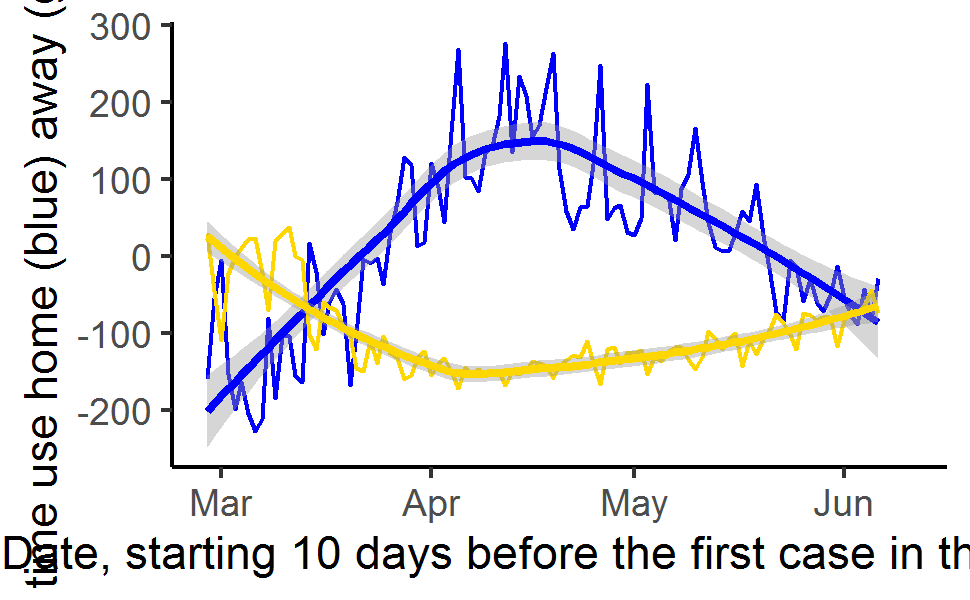 time use home (blue) away (
300
200
100
0
-100
-200
Mar Apr May Jun
Date, starting 10 days before the first case in th